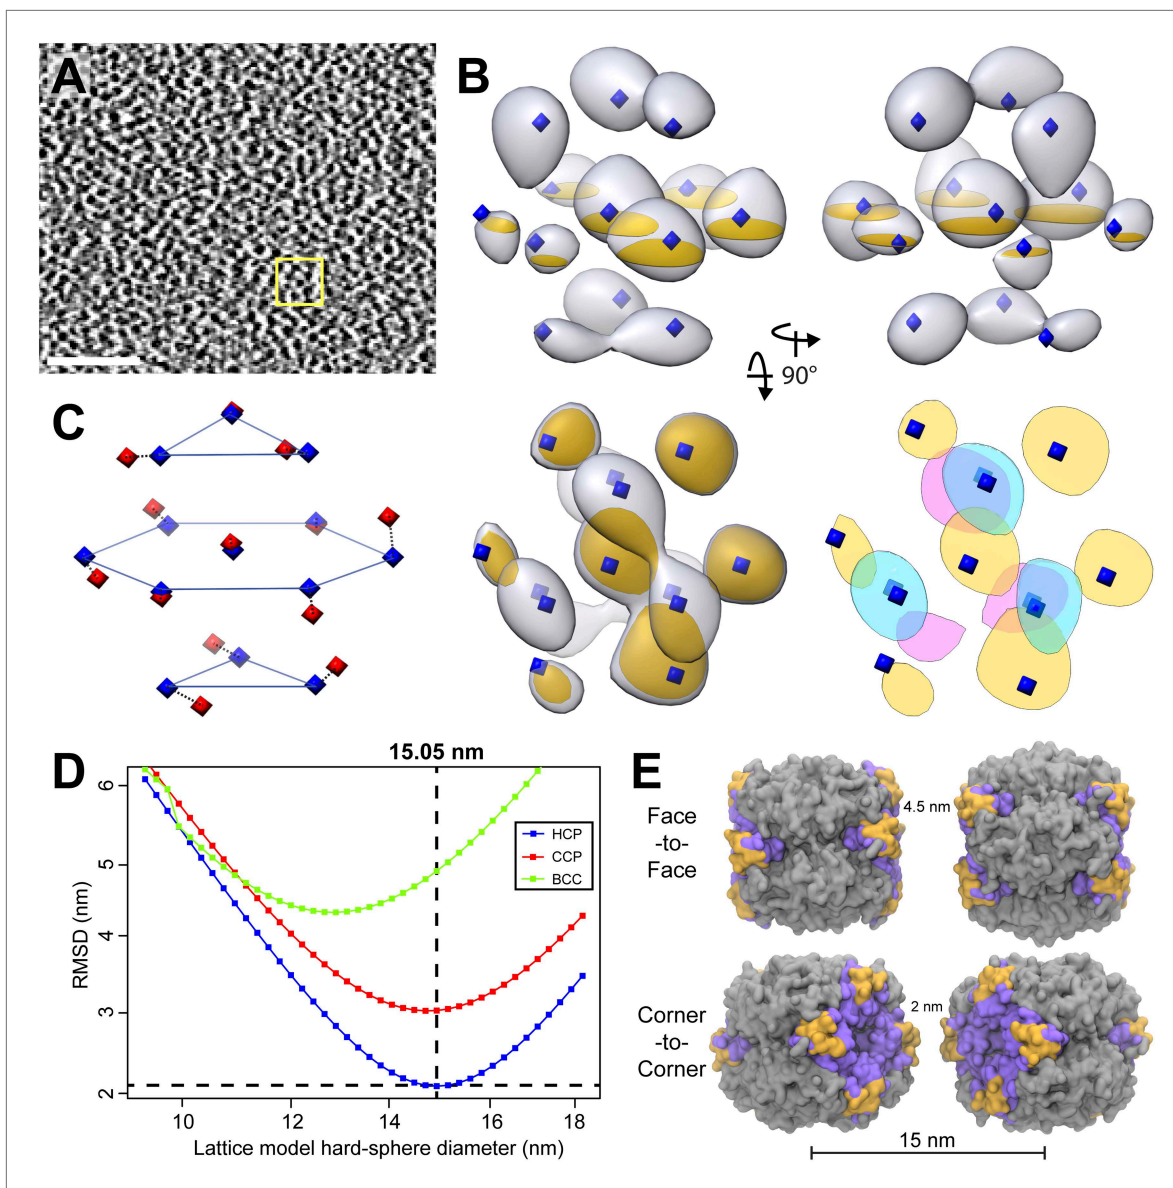 A
B
90°
C
D
15.05 nm
6
5
4
3
2
RMSD (nm)
HCP
CCP
BCC
10
12
14
16
18
Lattice model hard-sphere diameter (nm)
E
Face
-to-
Face
4.5 nm
Corner
-to-
Corner
2 nm
15 nm